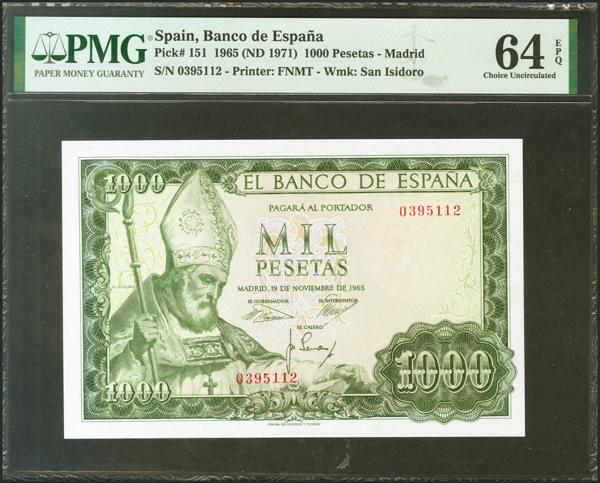 PMG
PAPER MONEY GUARANTY
Spain, Banco de España
Pick# 151 1965 (ND 1971) 1000 Pesetas - Madrid
S/N 0395112 - Printer: FNMT - Wmk: San Isidoro
64 EPQ
Choice Uncirculated
1000
EL BANCO DE ESPAÑA
PAGARÁ AL PORTADOR
0395112
MIL
PESETAS
MADRID, 19 DE NOVIEMBRE DE 1965
EL GOBERNADOR EL INTERVENTOR
EL CAJERO
0395112
1000
1000